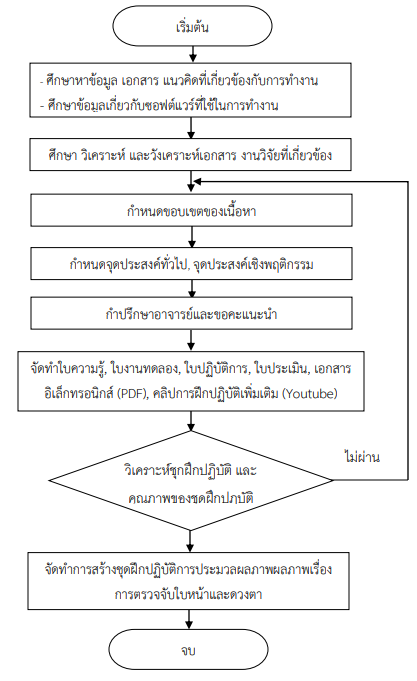 เริ่มต้น
- ศึกษาหาข้อมูล เอกสาร แนวคิดที่เกี่ยวข้องกับการทำงาน
- ศึกษาข้อมูลเกี่ยวกับซอฟต์แวร์ที่ใช้ในการทำงาน
ศึกษา วิเคราะห์ และวังเคราะห์เอกสาร งานวิจัยที่เกี่ยวข้อง
กำหนดขอบเขตของเนื้อหา
กำหนดจุดประสงค์ทั่วไป, จุดประสงค์เชิงพฤติกรรม
กำปรึกษาอาจารย์และขอคะแนะนำ
จัดทำใบความรู้, ใบงานทดลอง, ใบปฏิบัติการ, ใบประเมิน, เอกสาร
อิเล็กทรอนิกส์ (PDF), คลิปการฝึกปฏิบัติเพิ่มเติม (Youtube)
ไม่ผ่าน
วิเคราะห์ชุกฝึกปฏิบัติ และ
คุณภาพของชุดฝึกปฏบัติ
จัดทำการสร้างชุดฝึกปฏิบัติการประมวลผลภาพผลภาพเรื่อง
การตรวจจับใบหน้าและดวงตา
จบ